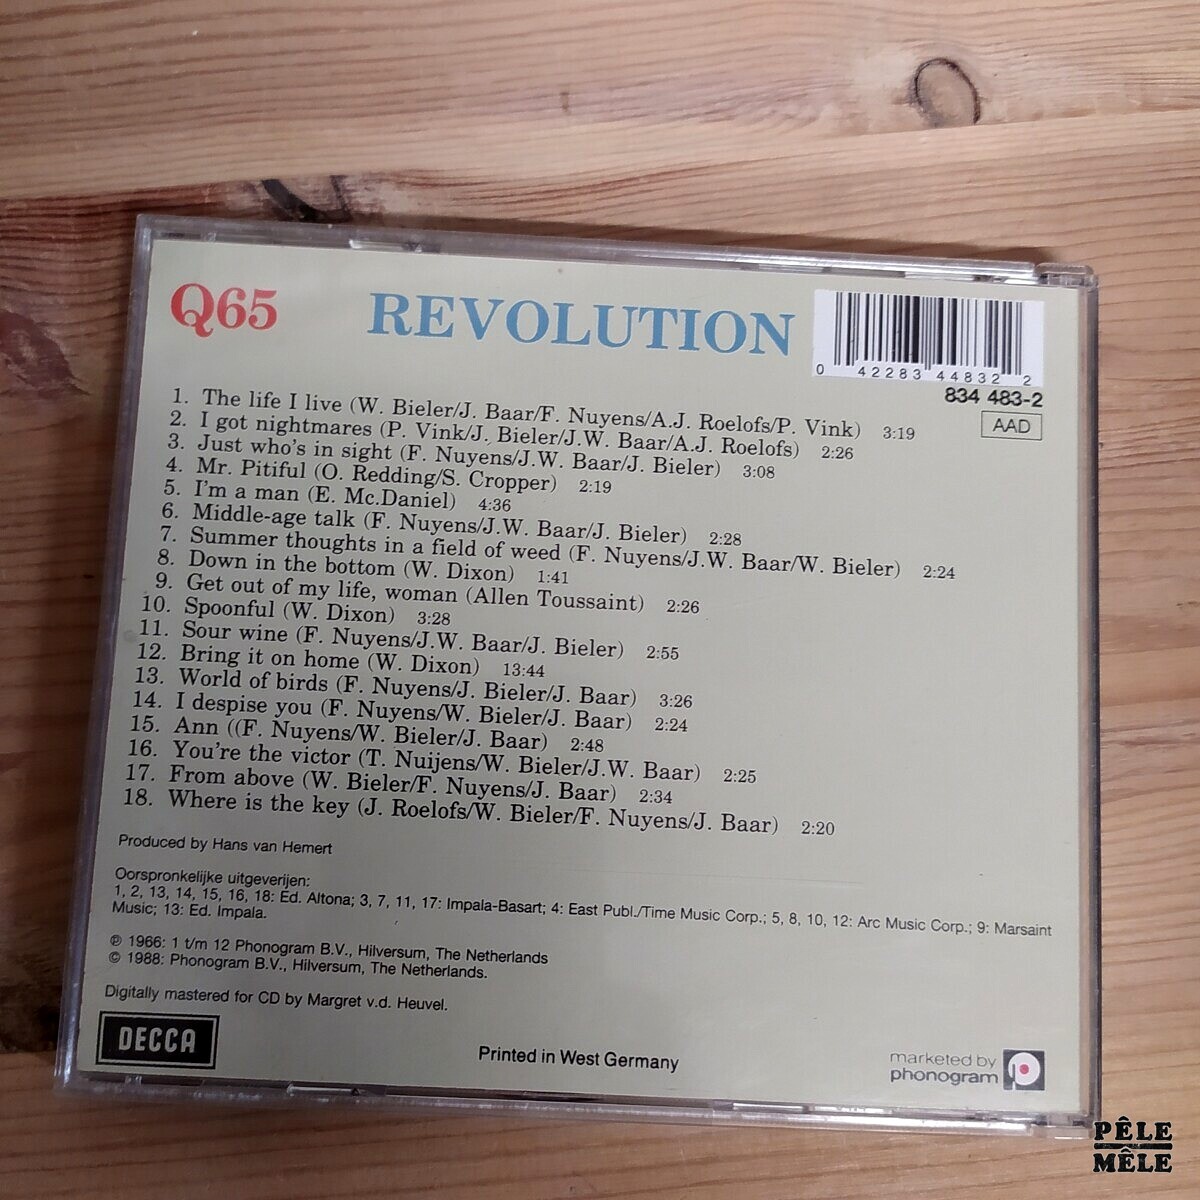 Q65 REVOLUTION
0 42283 44832 2
834 483-2
AAD
1. The life I live (W. Bieler/J. Baar/F. Nuyens/A.J. Roelofs/P. Vink) 3:19
2. I got nightmares (P. Vink/J. Bieler/J.W. Baar/A.J. Roelofs) 2:26
3. Just who's in sight (F. Nuyens/J.W. Baar/J. Bieler) 3:08
4. Mr. Pitiful (O. Redding/S. Cropper) 2:19
5. I'm a man (E. Mc.Daniel) 4:36
6. Middle-age talk (F. Nuyens/J.W. Baar/J. Bieler) 2:28
7. Summer thoughts in a field of weed (F. Nuyens/J.W. Baar/W. Bieler) 2:24
8. Down in the bottom (W. Dixon) 1:41
9. Get out of my life, woman (Allen Toussaint) 2:26
10. Spoonful (W. Dixon) 3:28
11. Sour wine (F. Nuyens/J.W. Baar/J. Bieler) 2:55
12. Bring it on home (W. Dixon) 13:44
13. World of birds (F. Nuyens/J. Bieler/J. Baar) 3:26
14. I despise you (F. Nuyens/W. Bieler/J. Baar) 2:24
15. Ann ((F. Nuyens/W. Bieler/J. Baar) 2:48
16. You're the victor (T. Nuijens/W. Bieler/J.W. Baar) 2:25
17. From above (W. Bieler/F. Nuyens/J. Baar) 2:34
18. Where is the key (J. Roelofs/W. Bieler/F. Nuyens/J. Baar) 2:20
Produced by Hans van Hemert
Oorspronkelijke uitgeverijen:
1, 2, 13, 14, 15, 16, 18: Ed. Altona; 3, 7, 11, 17: Impala-Basart; 4: East Publ./Time Music Corp.; 5, 8, 10, 12: Arc Music Corp.; 9: Marsaint
Music; 13: Ed. Impala.
℗ 1966: 1 t/m 12 Phonogram B.V., Hilversum, The Netherlands
© 1988: Phonogram B.V., Hilversum, The Netherlands.
Digitally mastered for CD by Margret v.d. Heuvel.
DECCA
Printed in West Germany
marketed by
phonogram
PÊLE
MÊLE